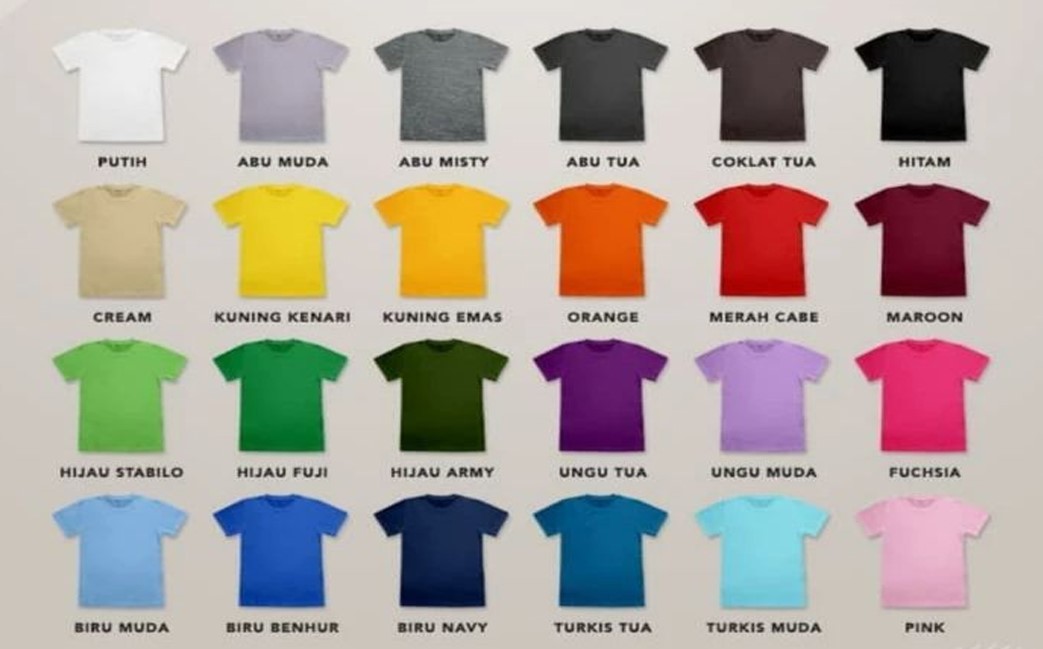 PUTIH ABU MUDA ABU MISTY ABU TUA COKLAT TUA HITAM
CREAM KUNING KENARI KUNING EMAS ORANGE MERAH CABE MAROON
HIJAU STABILO HIJAU FUJI HIJAU ARMY UNGU TUA UNGU MUDA FUCHSIA
BIRU MUDA BIRU BENHUR BIRU NAVY TURKIS TUA TURKIS MUDA PINK